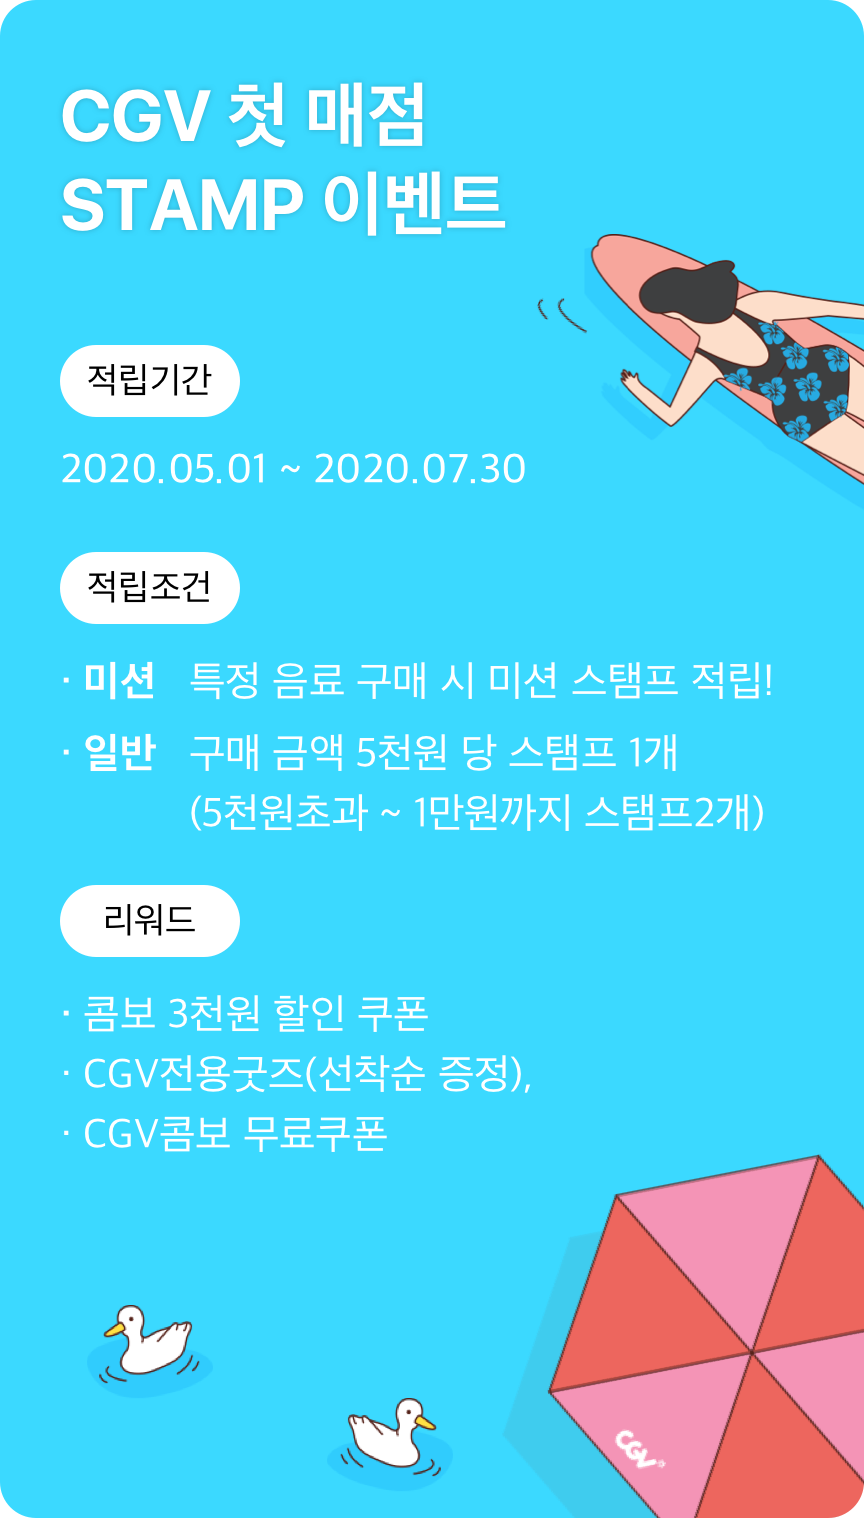 CGV 첫 매점
STAMP 이벤트
적립기간
2020.05.01 ~ 2020.07.30
적립조건
· 미션 특정 음료 구매 시 미션 스탬프 적립!
· 일반 구매 금액 5천원 당 스탬프 1개
(5천원초과 ~ 1만원까지 스탬프2개)
리워드
· 콤보 3천원 할인 쿠폰
· CGV전용굿즈(선착순 증정),
· CGV콤보 무료쿠폰
CGV